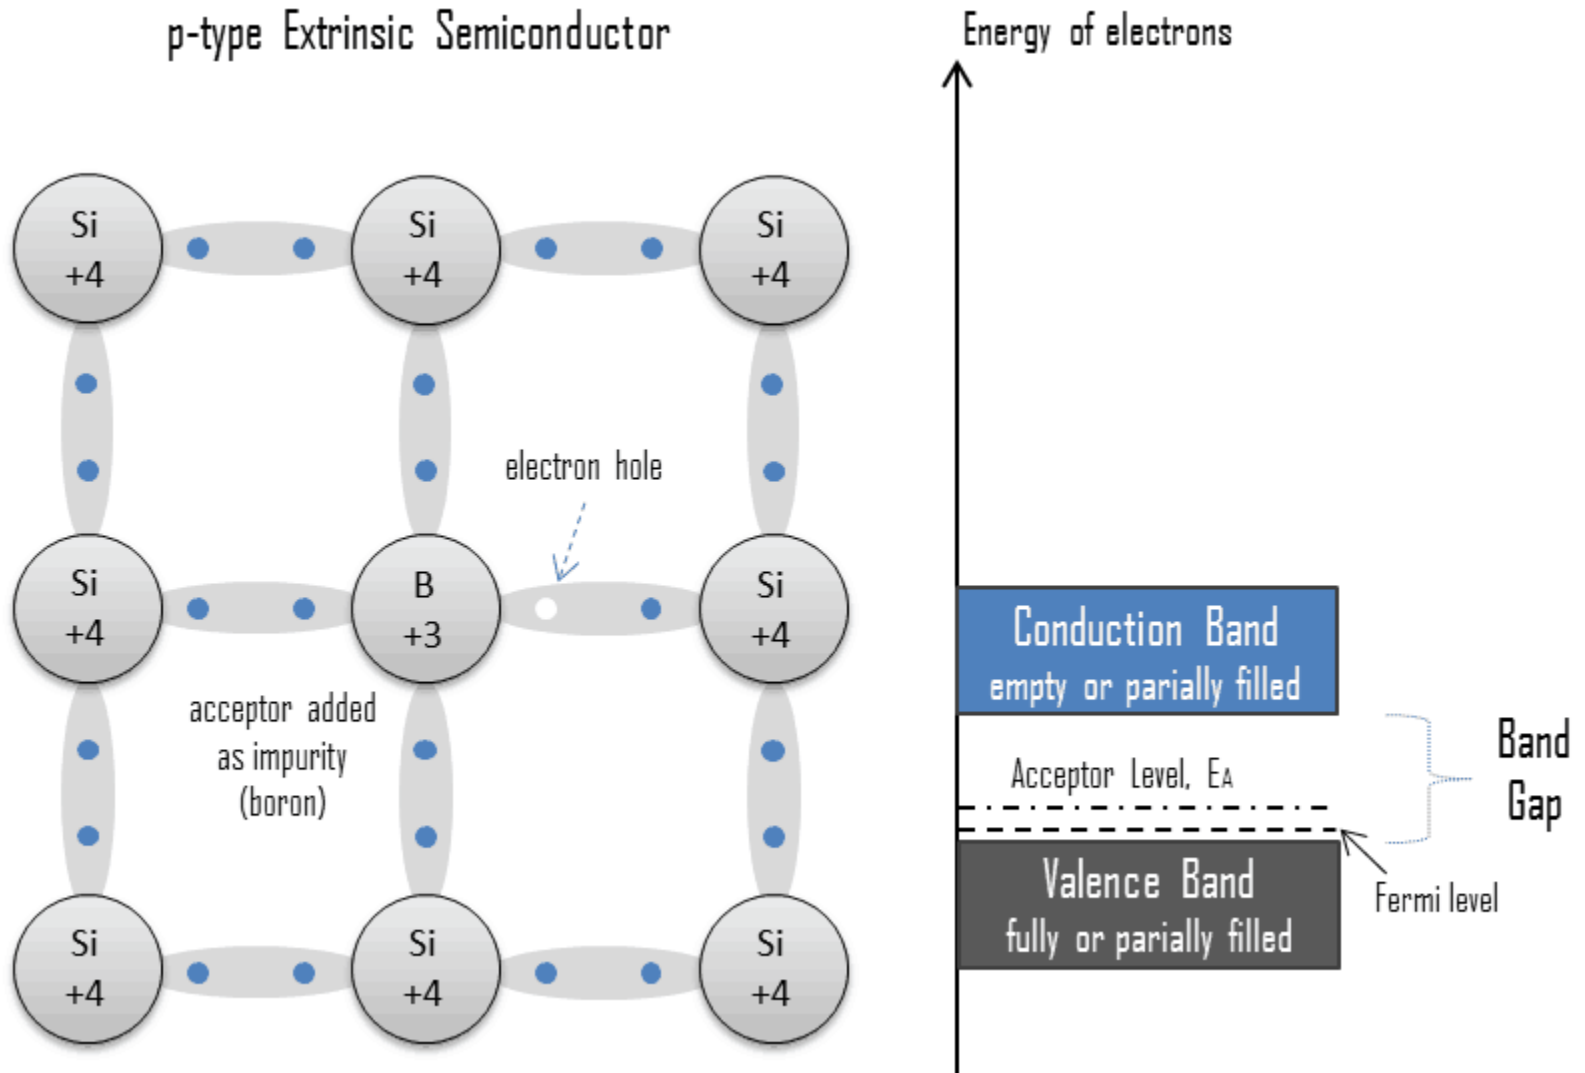 p-type Extrinsic Semiconductor
Si
+4
Si
+4
Si
+4
electron hole
Si
+4
B
+3
Si
+4
acceptor added
as impurity
(boron)
Si
+4
Si
+4
Si
+4
Energy of electrons
Conduction Band
empty or parially filled
Band
Gap
Acceptor Level, EA
Valence Band
fully or parially filled
Fermi level